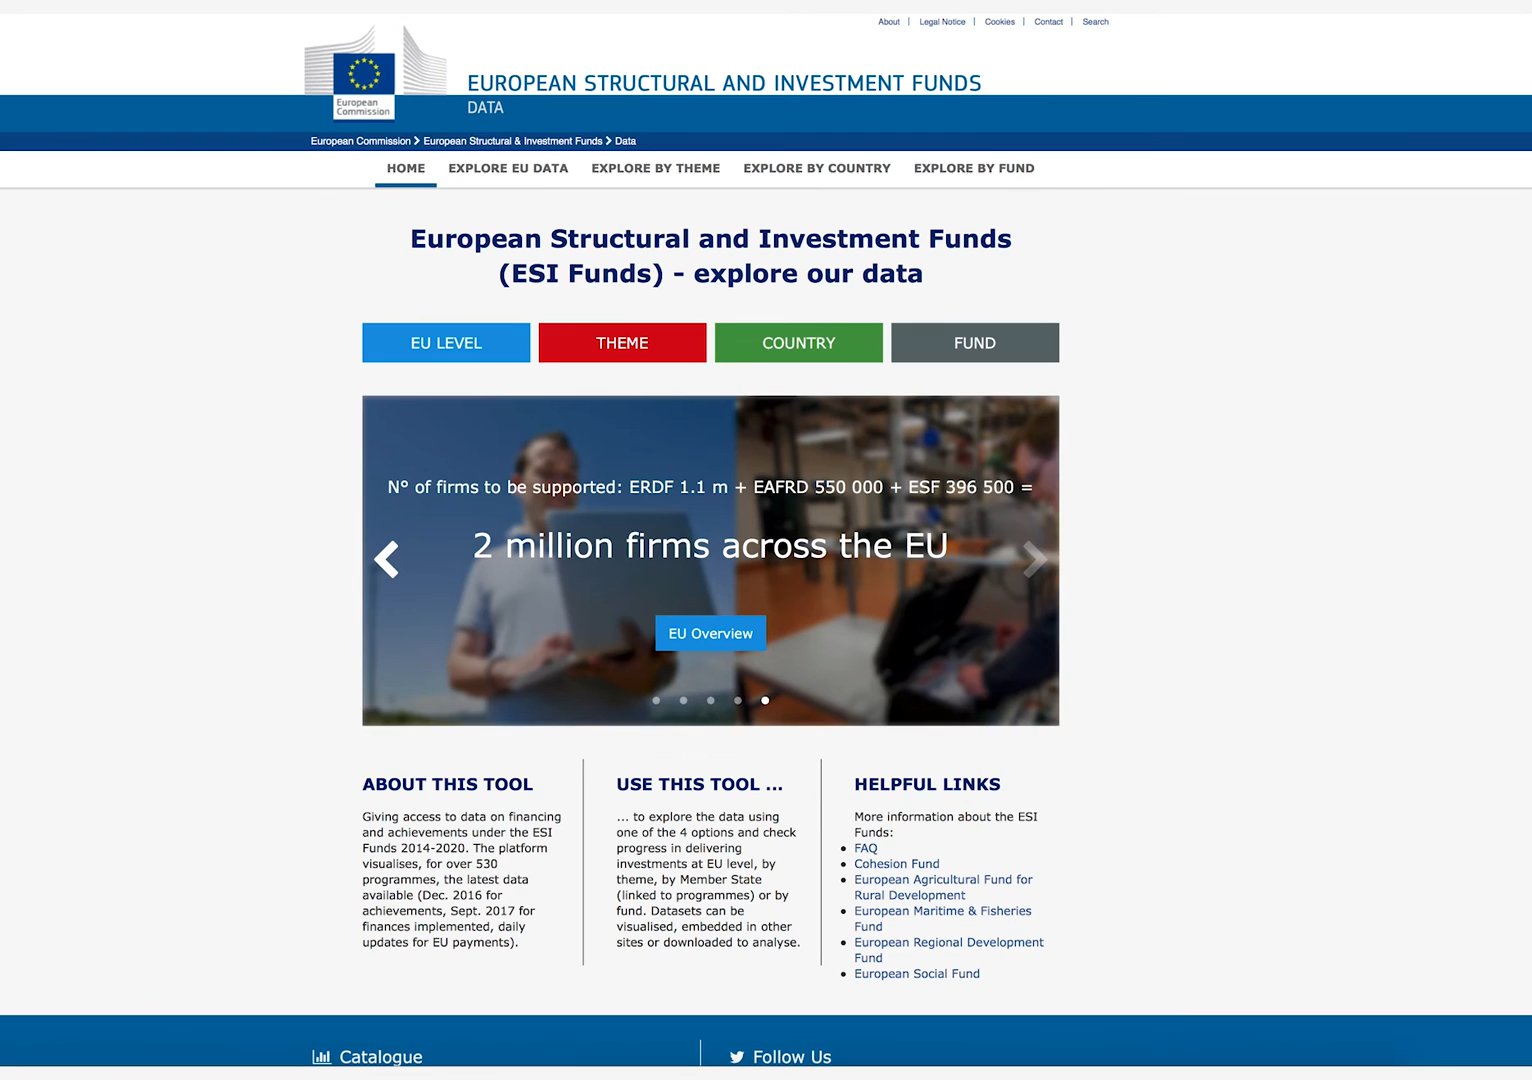 About | Legal Notice | Cookies | Contact | Search
European
Commission
EUROPEAN STRUCTURAL AND INVESTMENT FUNDS
DATA
European Commission > European Structural & Investment Funds > Data
HOME EXPLORE EU DATA EXPLORE BY THEME EXPLORE BY COUNTRY EXPLORE BY FUND
European Structural and Investment Funds
(ESI Funds) - explore our data
EU LEVEL THEME COUNTRY FUND
N° of firms to be supported: ERDF 1.1 m + EAFRD 550 000 + ESF 396 500 =
2 million firms across the EU
EU Overview
ABOUT THIS TOOL
Giving access to data on financing
and achievements under the ESI
Funds 2014-2020. The platform
visualises, for over 530
programmes, the latest data
available (Dec. 2016 for
achievements, Sept. 2017 for
finances implemented, daily
updates for EU payments).
USE THIS TOOL ...
... to explore the data using
one of the 4 options and check
progress in delivering
investments at EU level, by
theme, by Member State
(linked to programmes) or by
fund. Datasets can be
visualised, embedded in other
sites or downloaded to analyse.
HELPFUL LINKS
More information about the ESI
Funds:
• FAQ
• Cohesion Fund
• European Agricultural Fund for
Rural Development
• European Maritime & Fisheries
Fund
• European Regional Development
Fund
• European Social Fund
Catalogue
Follow Us